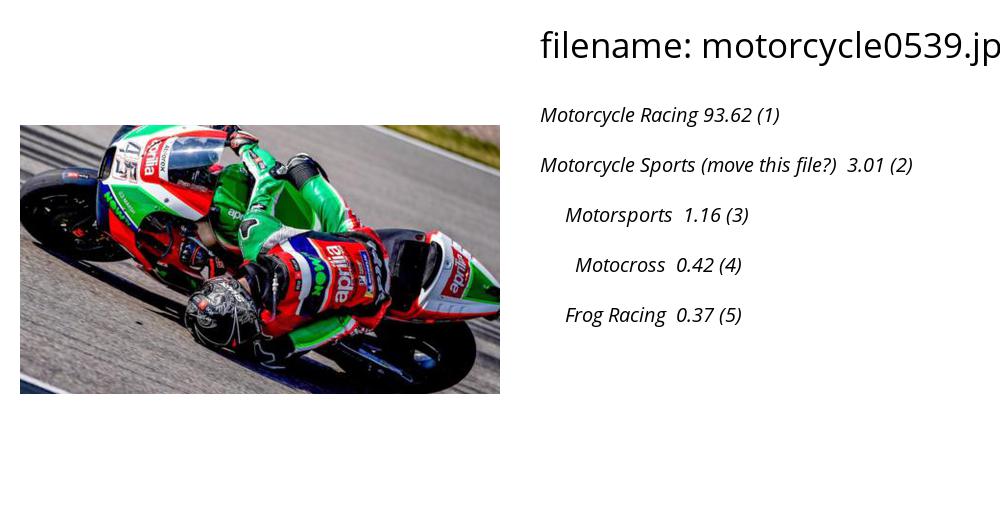 filename: motorcycle0539.jp
Motorcycle Racing 93.62 (1)
Motorcycle Sports (move this file?) 3.01 (2)
Motorsports 1.16 (3)
Motocross 0.42 (4)
Frog Racing 0.37 (5)
45
aprilia
aprilia
aprilia